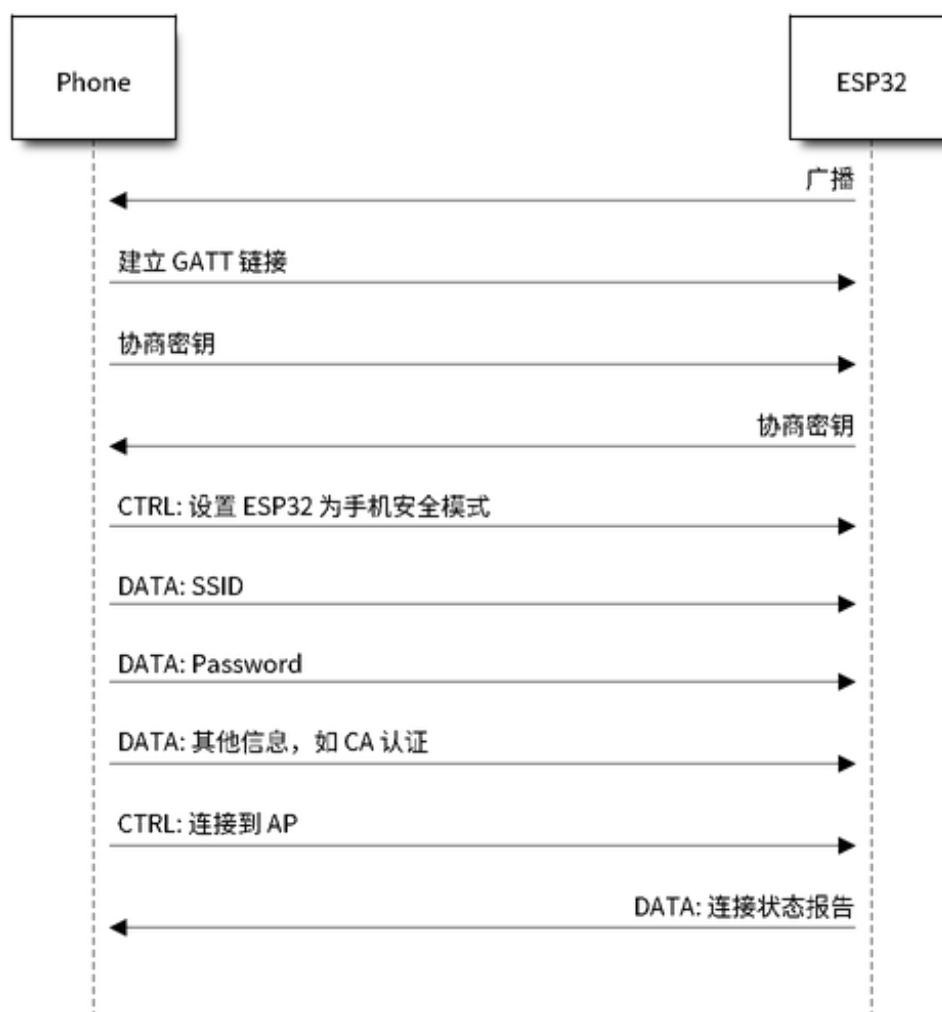 Phone
ESP32
广播
建立 GATT 链接
协商密钥
协商密钥
CTRL: 设置 ESP32 为手机安全模式
DATA: SSID
DATA: Password
DATA: 其他信息，如 CA 认证
CTRL: 连接到 AP
DATA: 连接状态报告